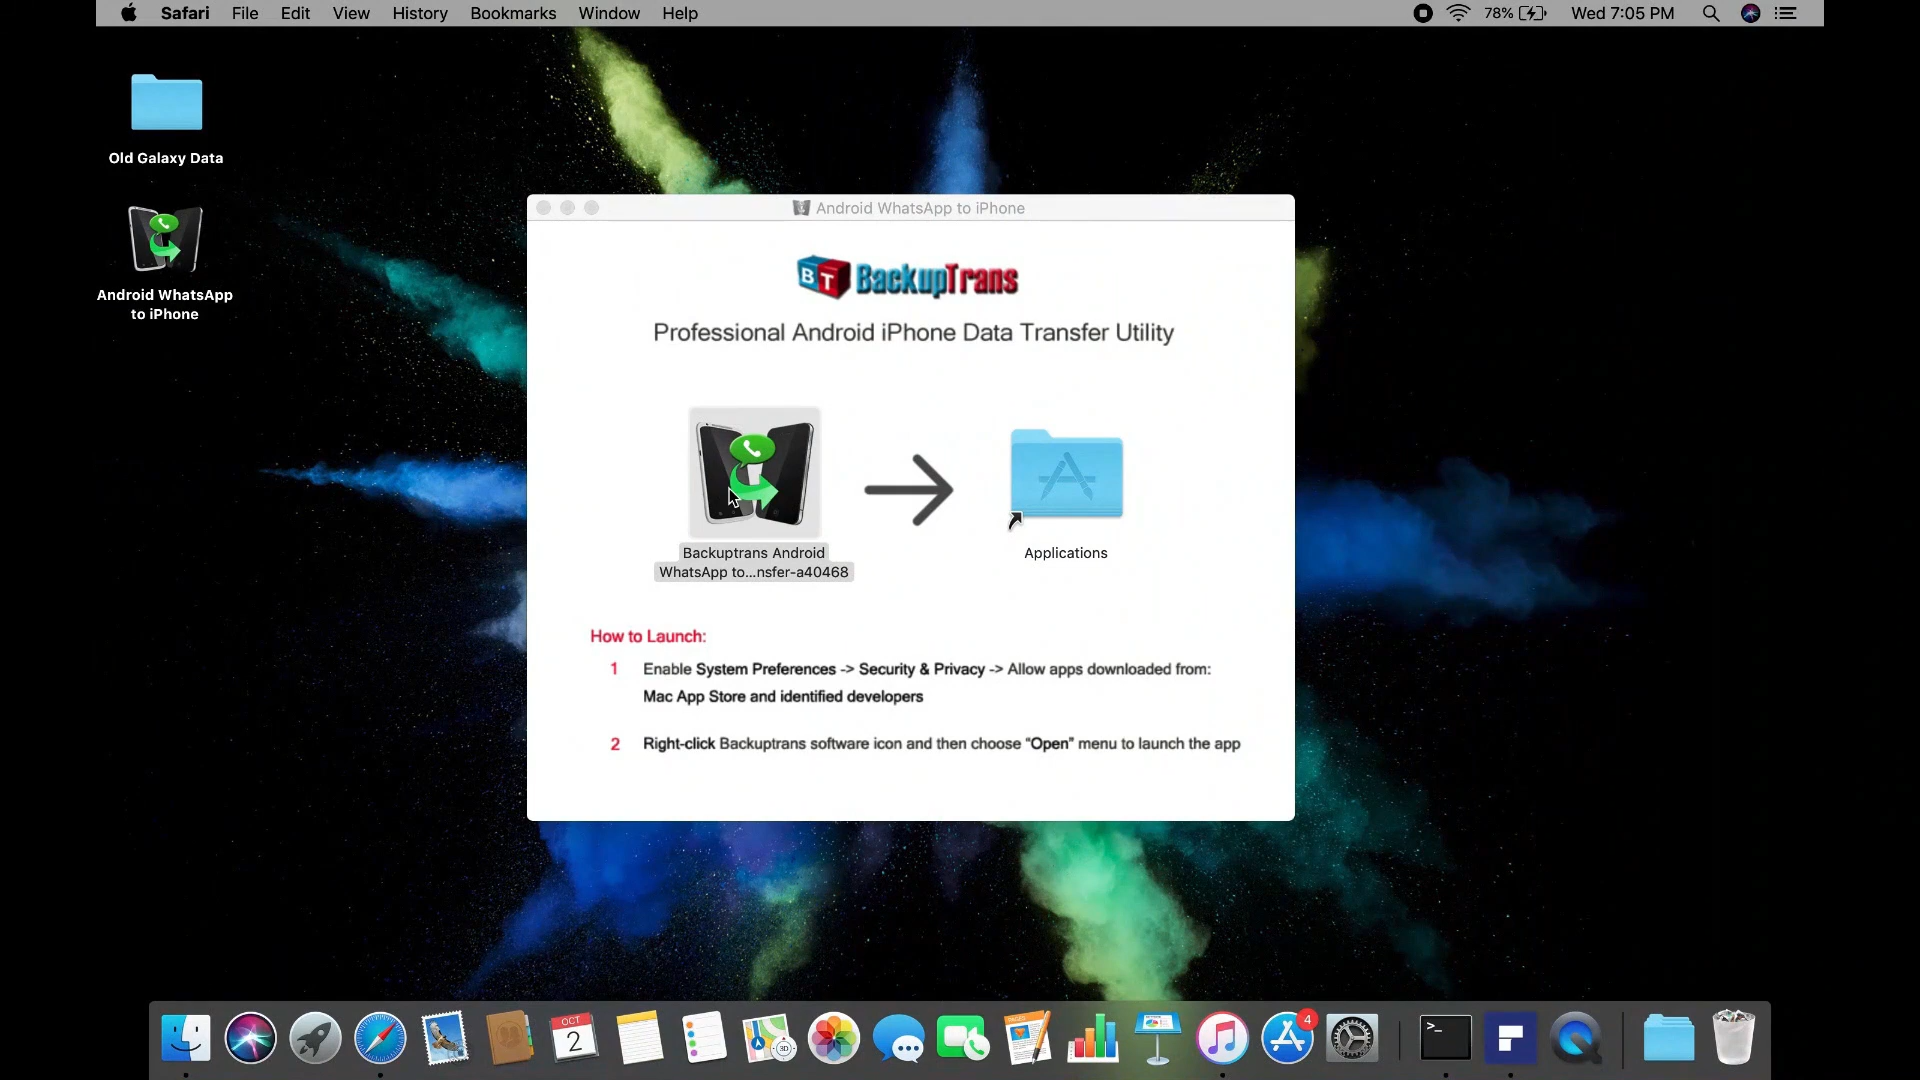 Safari File Edit View History Bookmarks Window Help
78% Wed 7:05 PM
Old Galaxy Data
Android WhatsApp
to iPhone
Android WhatsApp to iPhone
BT BackupTrans
Professional Android iPhone Data Transfer Utility
Backuptrans Android
WhatsApp to...nsfer-a40468
Applications
How to Launch:
1 Enable System Preferences -> Security & Privacy -> Allow apps downloaded from:
Mac App Store and identified developers
2 Right-click Backuptrans software icon and then choose “Open” menu to launch the app
OCT
2
3D
4
>_